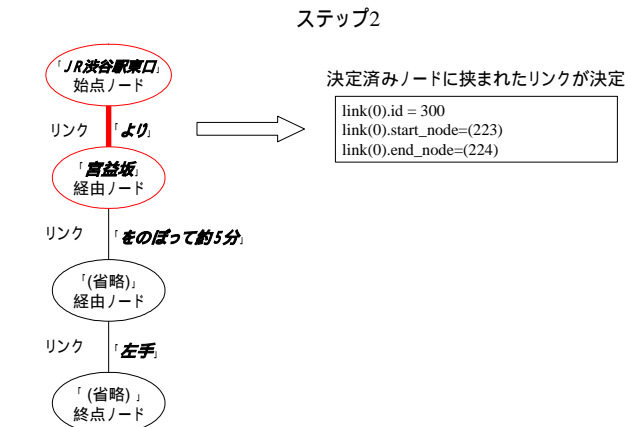 ステップ2
「JR渋谷駅東口」
始点ノード
決定済みノードに挟まれたリンクが決定
link(0).id = 300
link(0).start_node=(223)
link(0).end_node=(224)
リンク 「より」
「宮益坂」
経由ノード
リンク 「をのぼって約5分」
「(省略)」
経由ノード
リンク 「左手」
「(省略)」
終点ノード